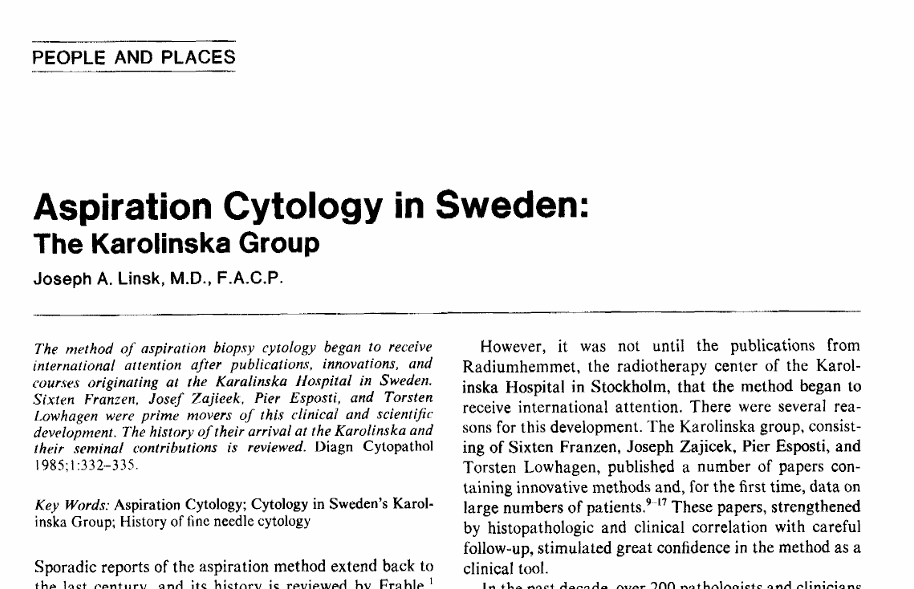 PEOPLE AND PLACES
Aspiration Cytology in Sweden:
The Karolinska Group
Joseph A. Linsk, M.D., F.A.C.P.
The method of aspiration biopsy cytology began to receive
international attention after publications, innovations, and
courses originating at the Karalinska Hospital in Sweden.
Sixten Franzen, Josef Zajieek, Pier Esposti, and Torsten
Lowhagen were prime movers of this clinical and scientific
development. The history of their arrival at the Karolinska and
their seminal contributions is reviewed. Diagn Cytopathol
1985;1:332–335.
Key Words: Aspiration Cytology; Cytology in Sweden's Karol-
inska Group; History of fine needle cytology
Sporadic reports of the aspiration method extend back to
the last century, and its history is reviewed by Frable.1
However, it was not until the publications from
Radiumhemmet, the radiotherapy center of the Karol-
inska Hospital in Stockholm, that the method began to
receive international attention. There were several rea-
sons for this development. The Karolinska group, consist-
ing of Sixten Franzen, Joseph Zajicek, Pier Esposti, and
Torsten Lowhagen, published a number of papers con-
taining innovative methods and, for the first time, data on
large numbers of patients.9–17 These papers, strengthened
by histopathologic and clinical correlation with careful
follow-up, stimulated great confidence in the method as a
clinical tool.
In the past decade, over 200 pathologists and clinicians